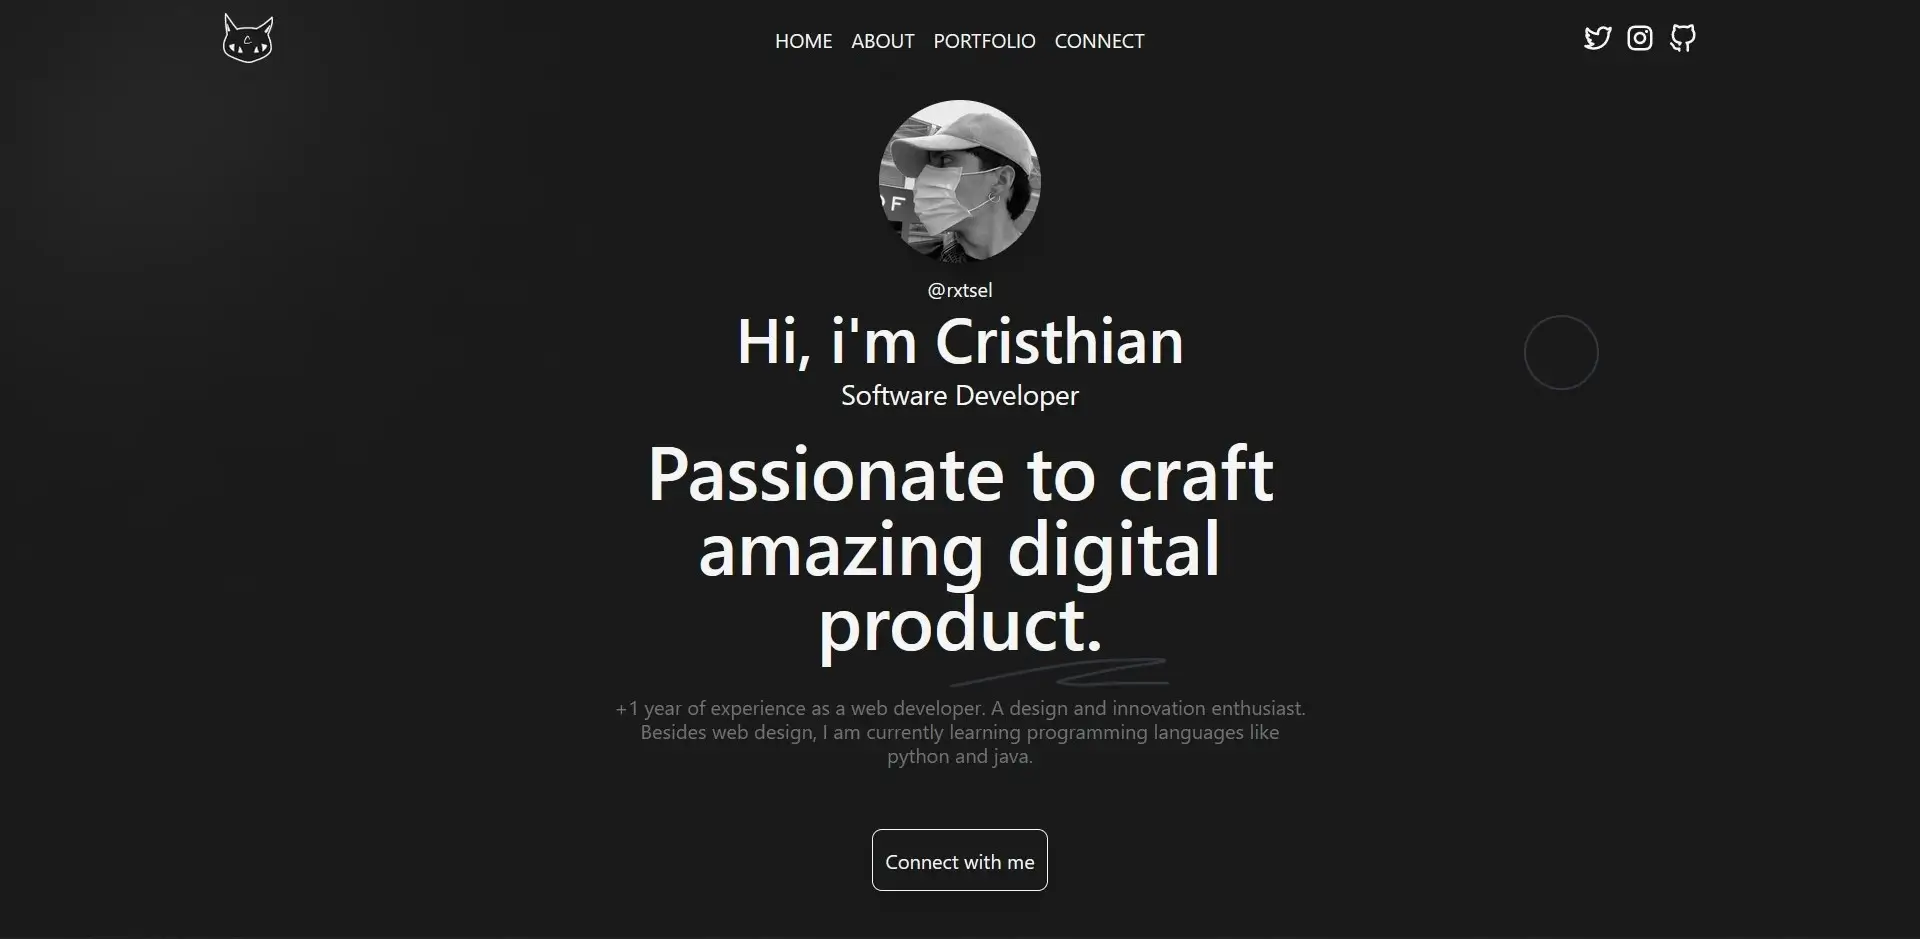 HOME ABOUT PORTFOLIO CONNECT
F
@rxtsel
Hi, i'm Cristhian
Software Developer
Passionate to craft
amazing digital
product.
+1 year of experience as a web developer. A design and innovation enthusiast.
Besides web design, I am currently learning programming languages like
python and java.
Connect with me